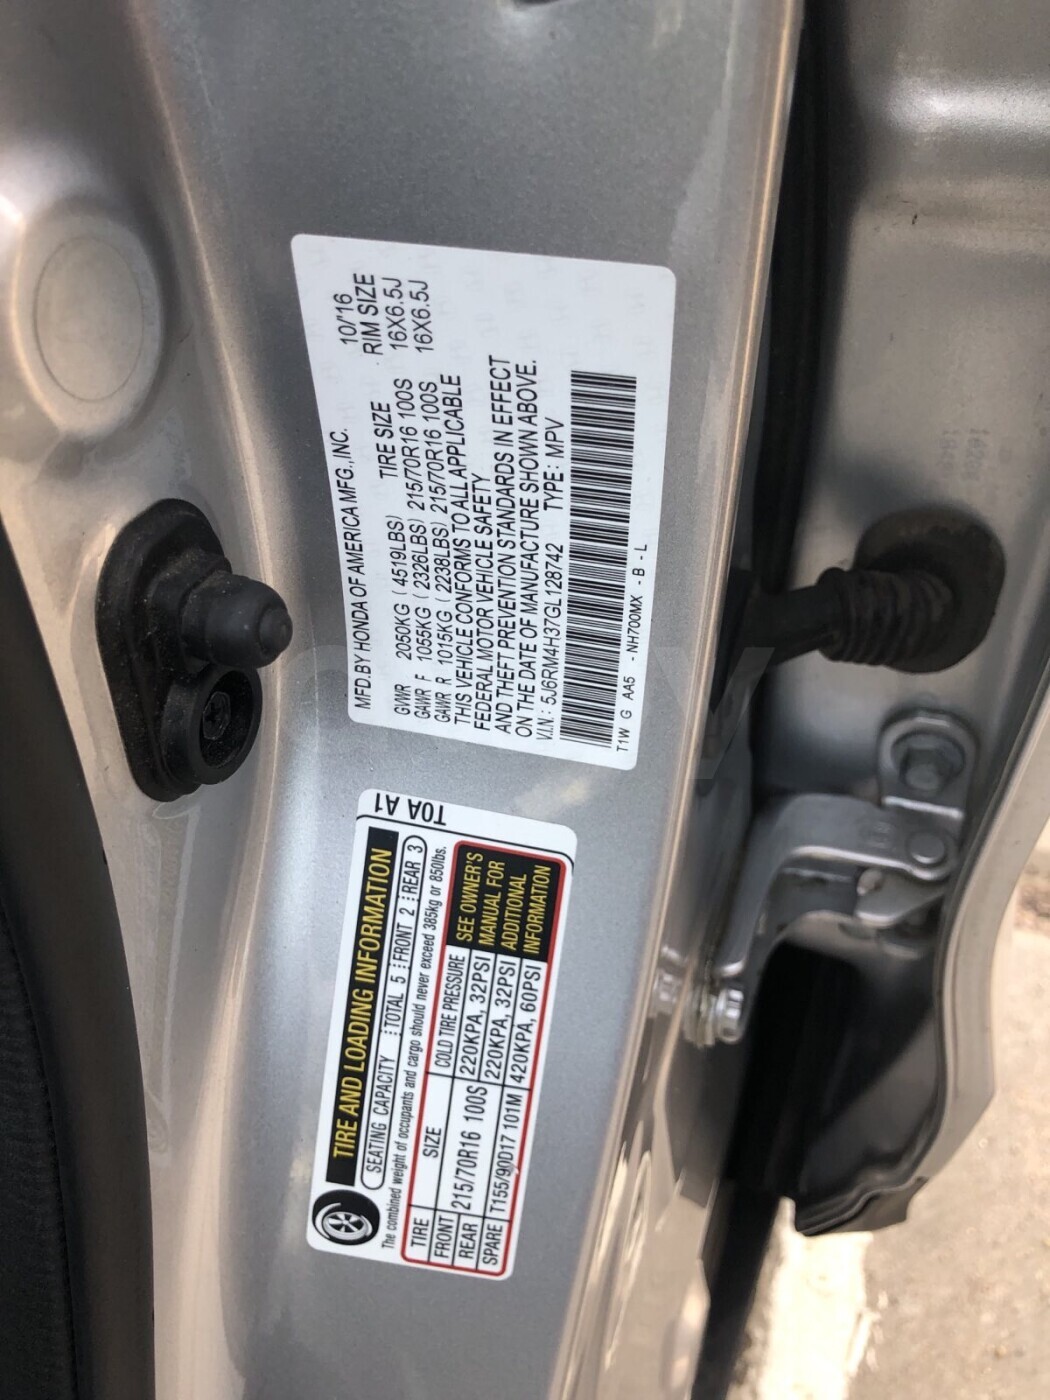 MFD.BY HONDA OF AMERICA MFG., INC. 10/'16
TIRE SIZE RIM SIZE
GVWR 2050KG ( 4519LBS)
GAWR F 1055KG ( 2326LBS) 215/70R16 100S 16X6.5J
GAWR R 1015KG ( 2238LBS) 215/70R16 100S 16X6.5J
THIS VEHICLE CONFORMS TO ALL APPLICABLE
FEDERAL MOTOR VEHICLE SAFETY
AND THEFT PREVENTION STANDARDS IN EFFECT
ON THE DATE OF MANUFACTURE SHOWN ABOVE.
V.I.N.: 5J6RM4H37GL128742 TYPE: MPV
T1W G AA5 - NH700MX - B - L
TIRE AND LOADING INFORMATION
T0A A1
SEATING CAPACITY TOTAL 5 FRONT 2 REAR 3
The combined weight of occupants and cargo should never exceed 385kg or 850lbs.
TIRE SIZE COLD TIRE PRESSURE
FRONT 215/70R16 100S 220KPA, 32PSI
REAR 220KPA, 32PSI
SPARE T155/90D17 101M 420KPA, 60PSI
SEE OWNER'S
MANUAL FOR
ADDITIONAL
INFORMATION